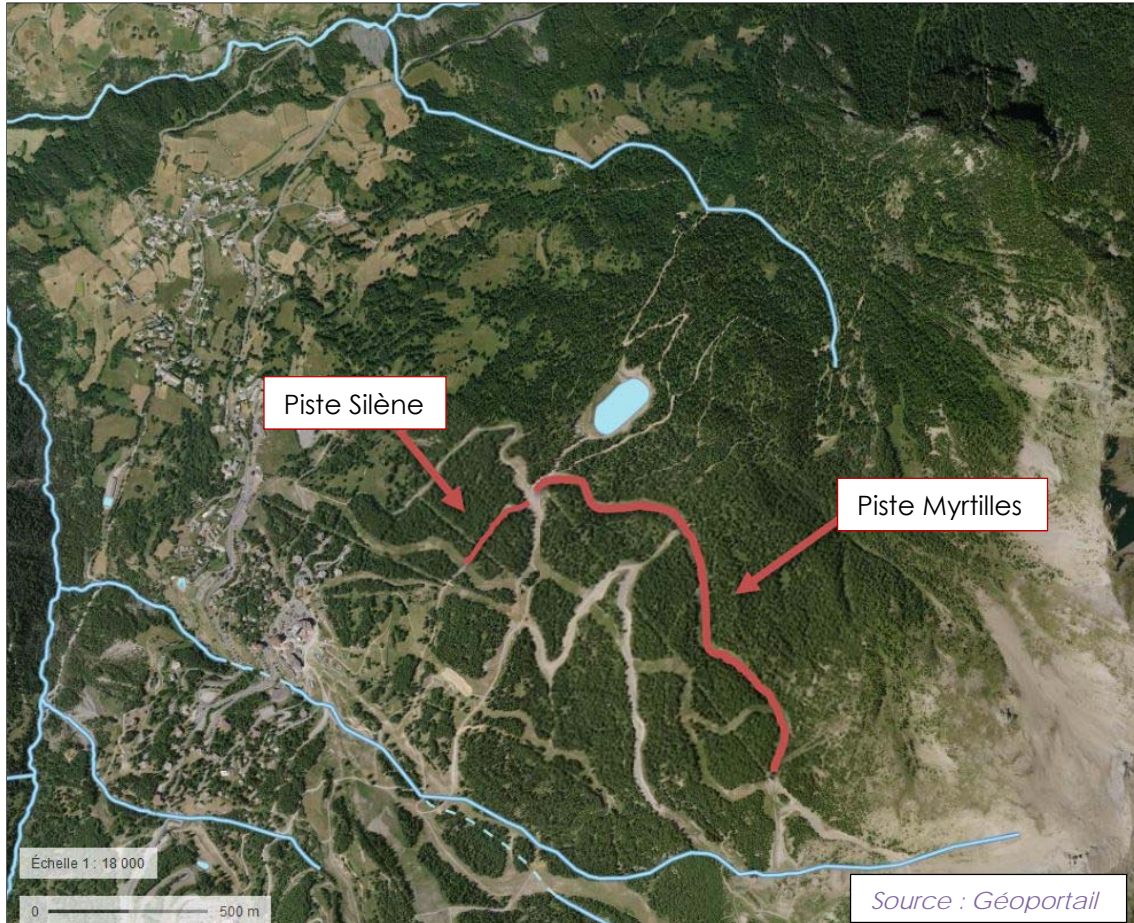 Piste Silène
Piste Myrtilles
Échelle 1 : 18 000
0 500 m
Source : Géoportail